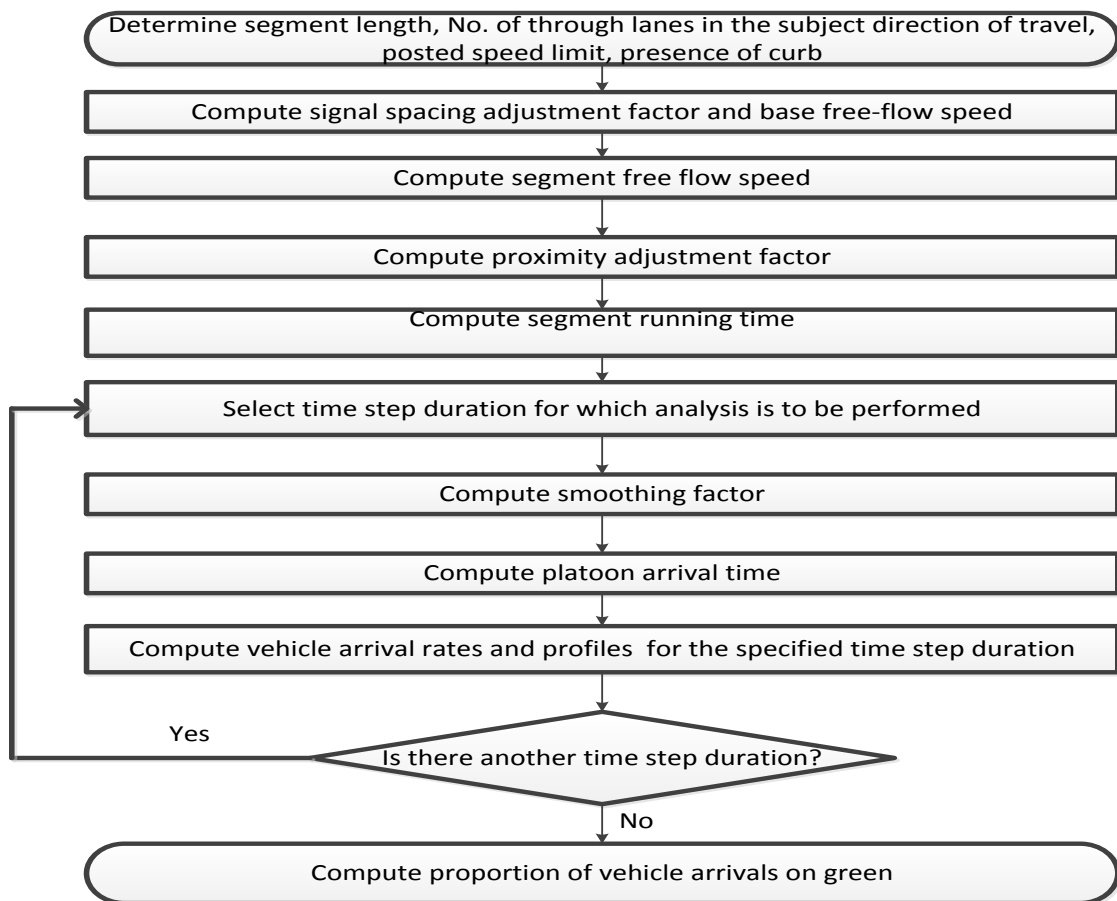 Determine segment length, No. of through lanes in the subject direction of travel,
posted speed limit, presence of curb
Compute signal spacing adjustment factor and base free-flow speed
Compute segment free flow speed
Compute proximity adjustment factor
Compute segment running time
Select time step duration for which analysis is to be performed
Compute smoothing factor
Compute platoon arrival time
Compute vehicle arrival rates and profiles for the specified time step duration
Yes
Is there another time step duration?
No
Compute proportion of vehicle arrivals on green